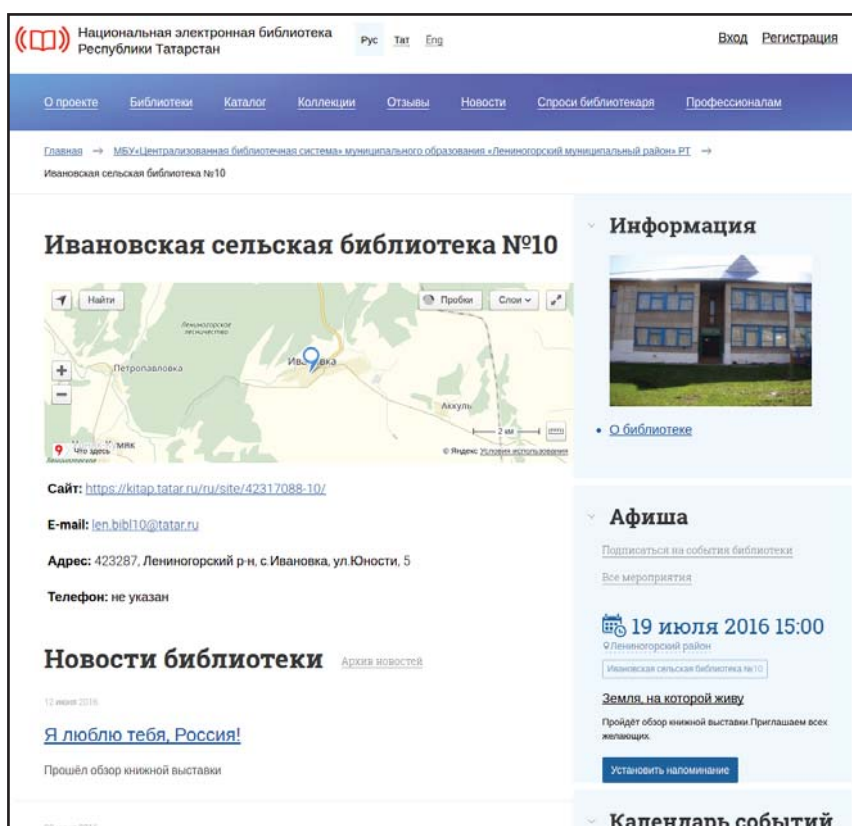 Национальная электронная библиотека
Республики Татарстан
Рус Тат Eng
Вход Регистрация
О проекте Библиотеки Каталог Коллекции Отзывы Новости Спроси библиотекаря Профессионалам
Главная → МБУ«Централизованная библиотечная система» муниципального образования «Лениногорский муниципальный район» РТ →
Ивановская сельская библиотека №10
Ивановская сельская библиотека №10
Найти
Пробки Слои
Лениногорское
лесничество
Петропавловка
Аккуль
2 км
Что здесь
© Яндекс Условия использования
Сайт: https://kitap.tatar.ru/ru/site/42317088-10/
E-mail: len.bibl10@tatar.ru
Адрес: 423287, Лениногорский р-н, с.Ивановка, ул.Юности, 5
Телефон: не указан
Новости библиотеки Архив новостей
12 июня 2016
Я люблю тебя, Россия!
Прошёл обзор книжной выставки
Информация
О библиотеке
Афиша
Подписаться на события библиотеки
Все мероприятия
19 июля 2016 15:00
Лениногорский район
Ивановская сельская библиотека №10
Земля, на которой живу
Пройдёт обзор книжной выставки.Приглашаем всех
желающих.
Установить напоминание
Календарь событий